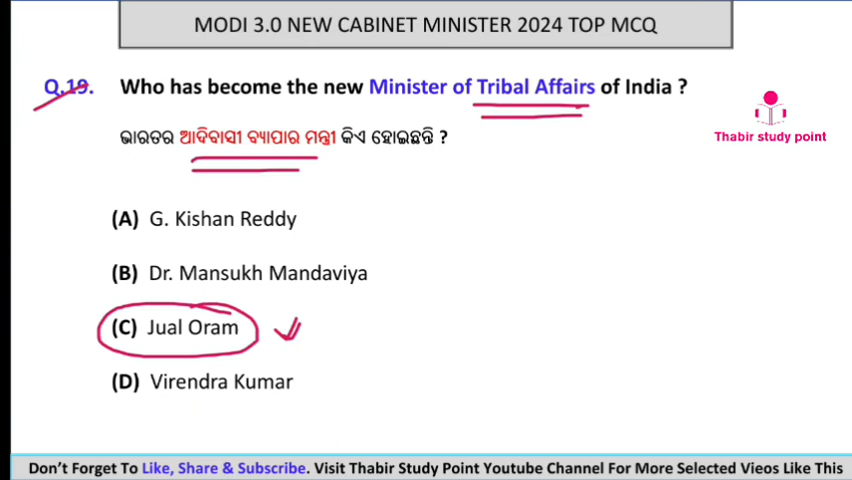 MODI 3.0 NEW CABINET MINISTER 2024 TOP MCQ
Q.19. Who has become the new Minister of Tribal Affairs of India ?
ଭାରତର ଆଦିବାସୀ ବ୍ୟାପାର ମନ୍ତ୍ରୀ କିଏ ହୋଇଛନ୍ତି ?
Thabir study point
(A) G. Kishan Reddy
(B) Dr. Mansukh Mandaviya
(C) Jual Oram
(D) Virendra Kumar
Don't Forget To Like, Share & Subscribe. Visit Thabir Study Point Youtube Channel For More Selected Vieos Like This